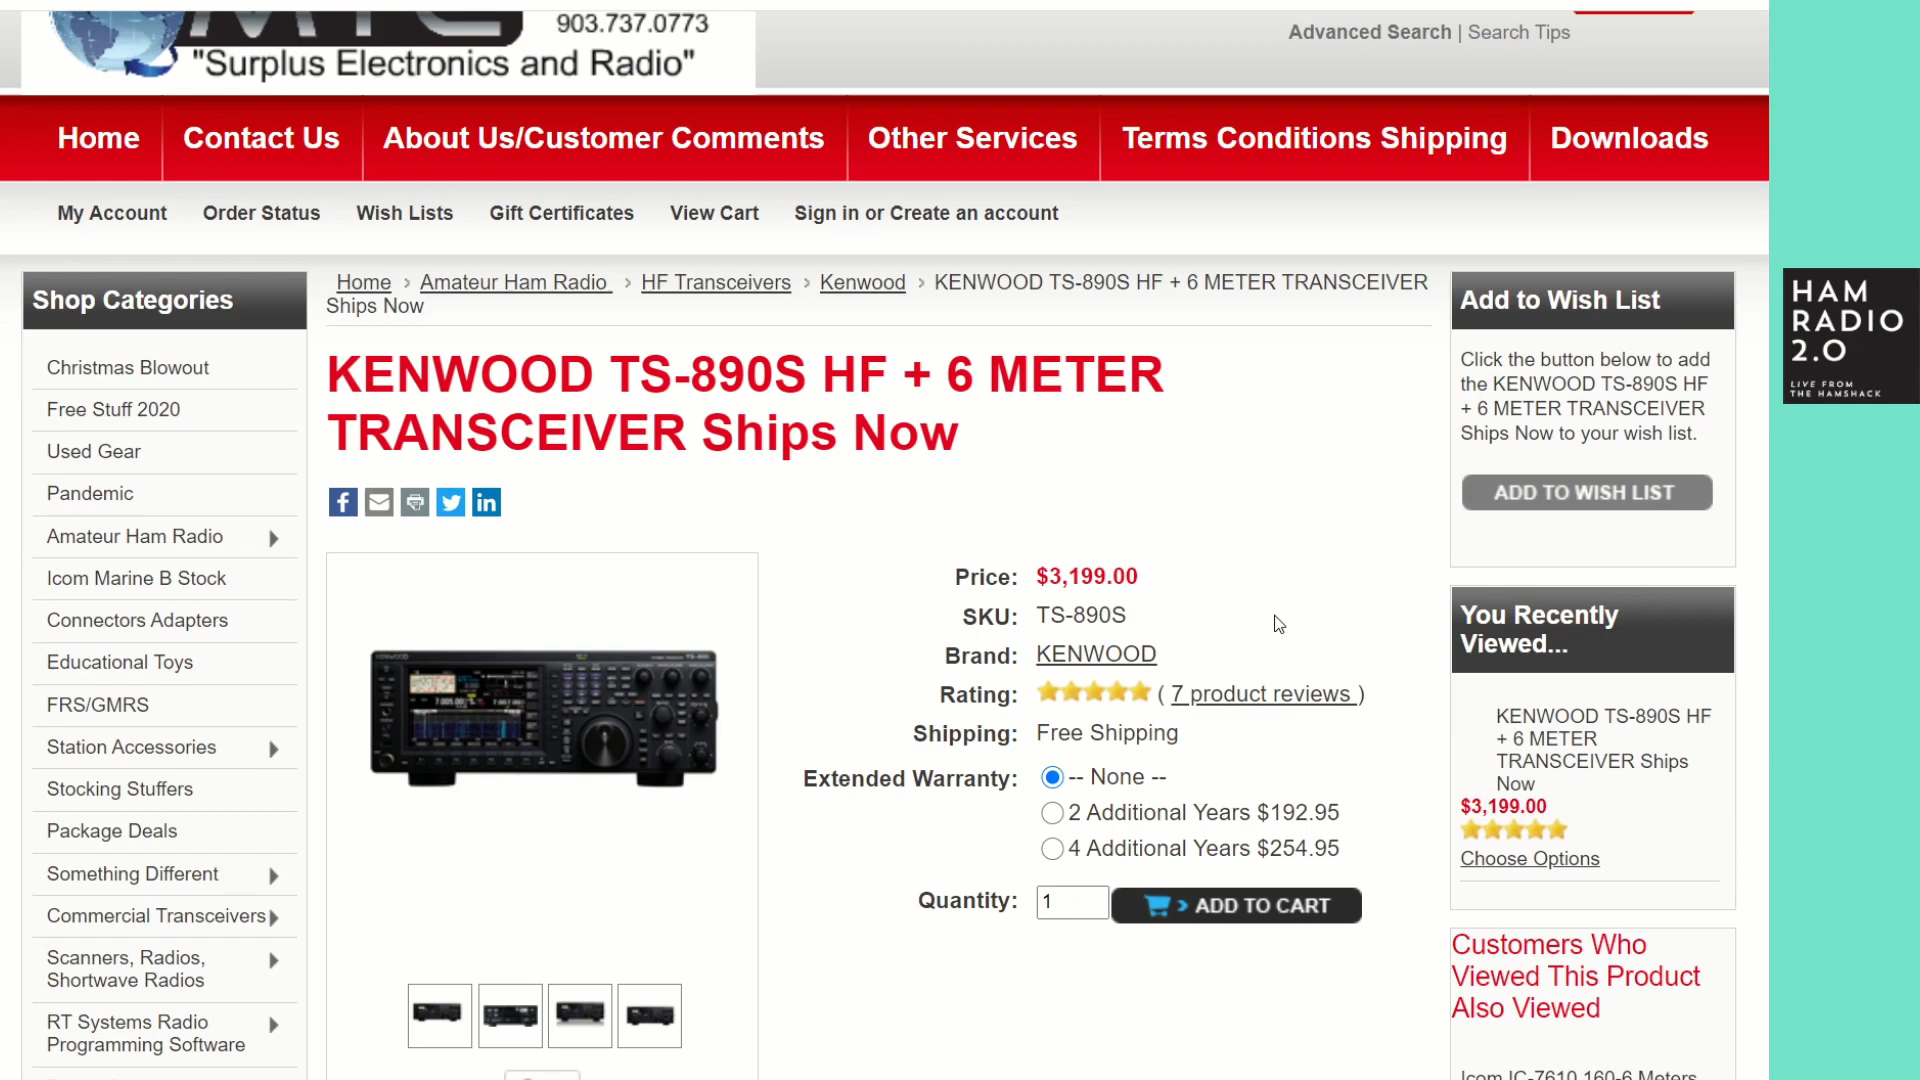 903.737.0773
"Surplus Electronics and Radio"
Advanced Search | Search Tips
Home
Contact Us
About Us/Customer Comments
Other Services
Terms Conditions Shipping
Downloads
My Account
Order Status
Wish Lists
Gift Certificates
View Cart
Sign in or Create an account
Shop Categories
Christmas Blowout
Free Stuff 2020
Used Gear
Pandemic
Amateur Ham Radio
Icom Marine B Stock
Connectors Adapters
Educational Toys
FRS/GMRS
Station Accessories
Stocking Stuffers
Package Deals
Something Different
Commercial Transceivers
Scanners, Radios,
Shortwave Radios
RT Systems Radio
Programming Software
Home › Amateur Ham Radio › HF Transceivers › Kenwood › KENWOOD TS-890S HF + 6 METER TRANSCEIVER
Ships Now
KENWOOD TS-890S HF + 6 METER
TRANSCEIVER Ships Now
Price: $3,199.00
SKU: TS-890S
Brand: KENWOOD
Rating: ( 7 product reviews )
Shipping: Free Shipping
Extended Warranty: -- None --
2 Additional Years $192.95
4 Additional Years $254.95
Quantity: 1 > ADD TO CART
Add to Wish List
Click the button below to add
the KENWOOD TS-890S HF
+ 6 METER TRANSCEIVER
Ships Now to your wish list.
ADD TO WISH LIST
You Recently
Viewed...
KENWOOD TS-890S HF
+ 6 METER
TRANSCEIVER Ships
Now
$3,199.00
Choose Options
Customers Who
Viewed This Product
Also Viewed
Icom IC-7610 160-6 Meters
HAM
RADIO
2.0
LIVE FROM
THE HAMSHACK